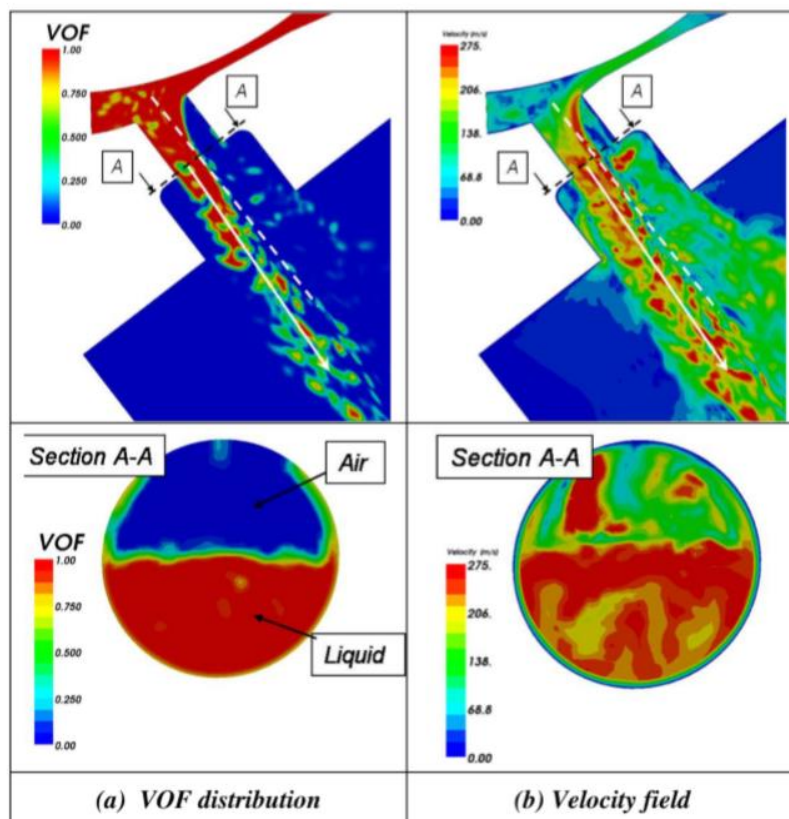 VOF
1.00
0.750
0.500
0.250
0.00
A
A
Velocity (m/s)
275.
206.
138.
68.8
0.00
A
A
Section A-A
Air
VOF
1.00
0.750
0.500
0.250
0.00
Liquid
Section A-A
Velocity (m/s)
275.
206.
138.
68.8
0.00
(a) VOF distribution
(b) Velocity field